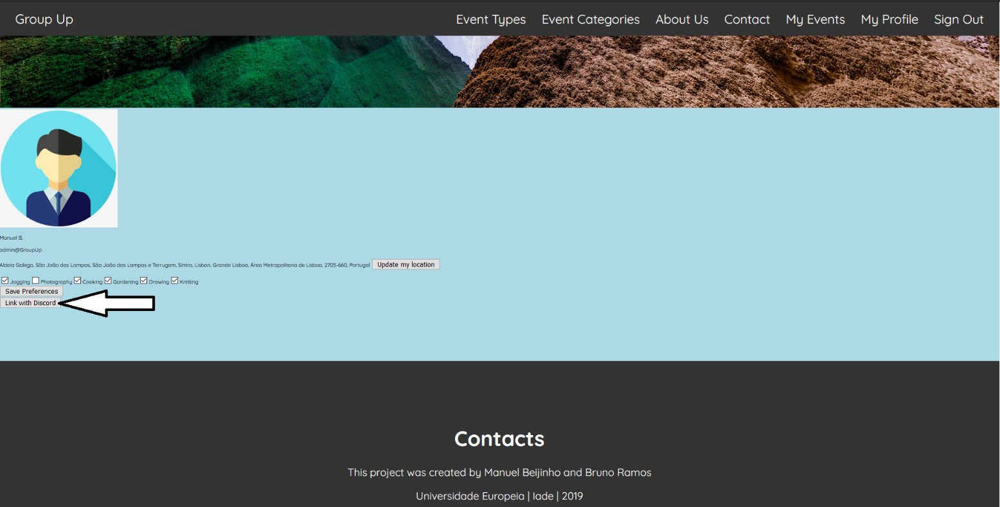 Group Up Event Types Event Categories About Us Contact My Events My Profile Sign Out
Manuel B.
admin@GroupUp
Aldeia Galega, São João das Lampas, São João das Lampas e Terrugem, Sintra, Lisbon, Grande Lisboa, Área Metropolitana de Lisboa, 2705-660, Portugal Update my location
Jogging Photography Cooking Gardening Drawing Knitting
Save Preferences
Link with Discord
Contacts
This project was created by Manuel Beijinho and Bruno Ramos
Universidade Europeia | Iade | 2019